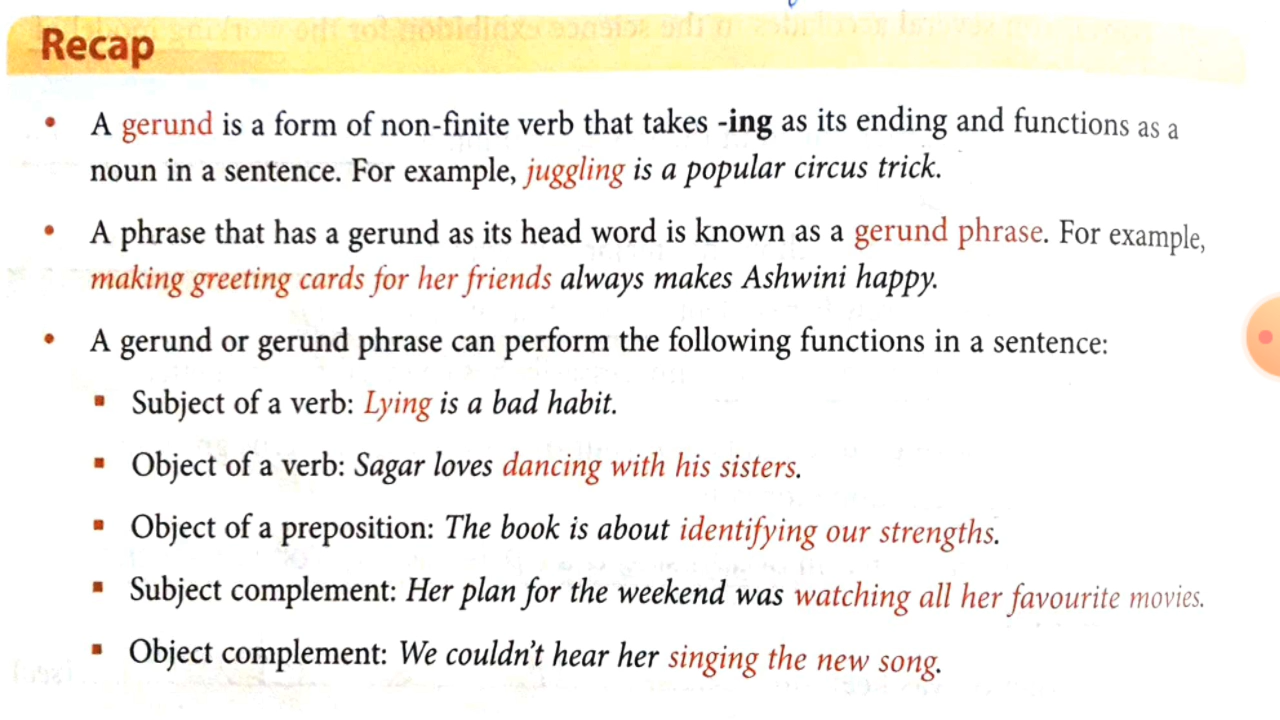 Recap
• A gerund is a form of non-finite verb that takes -ing as its ending and functions as a
noun in a sentence. For example, juggling is a popular circus trick.
• A phrase that has a gerund as its head word is known as a gerund phrase. For example,
making greeting cards for her friends always makes Ashwini happy.
• A gerund or gerund phrase can perform the following functions in a sentence:
▪ Subject of a verb: Lying is a bad habit.
▪ Object of a verb: Sagar loves dancing with his sisters.
▪ Object of a preposition: The book is about identifying our strengths.
▪ Subject complement: Her plan for the weekend was watching all her favourite movies.
▪ Object complement: We couldn't hear her singing the new song.